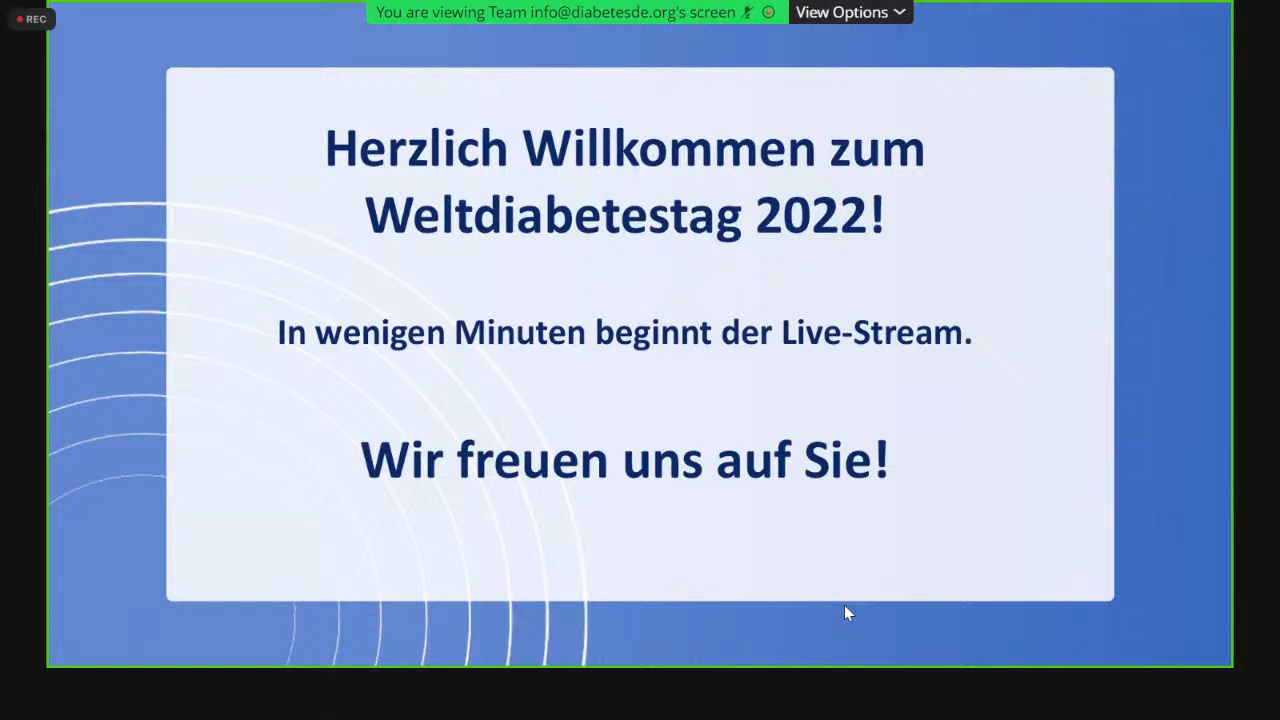 REC
You are viewing Team info@diabetesde.org's screen
View Options
Herzlich Willkommen zum
Weltdiabetestag 2022!
In wenigen Minuten beginnt der Live-Stream.
Wir freuen uns auf Sie!